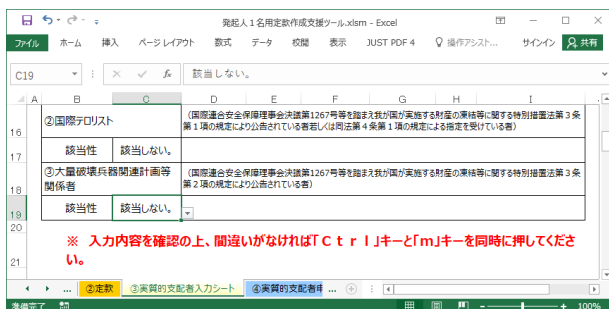 発起人１名用定款作成支援ツール.xlsm - Excel
ファイル ホーム 挿入 ページ レイアウト 数式 データ 校閲 表示 JUST PDF 4 操作アシスト... サインイン 共有
C19 fx 該当しない。
A B C D E F G H I
16 ②国際テロリスト （国際連合安全保障理事会決議第1267号等を踏まえ我が国が実施する財産の凍結等に関する特別措置法第３条
第１項の規定により公告されている者若しくは同法第４条第１項の規定による指定を受けている者）
17 該当性 該当しない。
18 ③大量破壊兵器関連計画等
関係者
（国際連合安全保障理事会決議第1267号等を踏まえ我が国が実施する財産の凍結等に関する特別措置法第３条
第２項の規定により公告されている者）
19 該当性 該当しない。
20
21 ※ 入力内容を確認の上、間違いがなければ「Ｃｔｒｌ」キーと「m」キーを同時に押してくださ
い。
... ②定款 ③実質的支配者入力シート ④実質的支配者申 ...
準備完了 100%